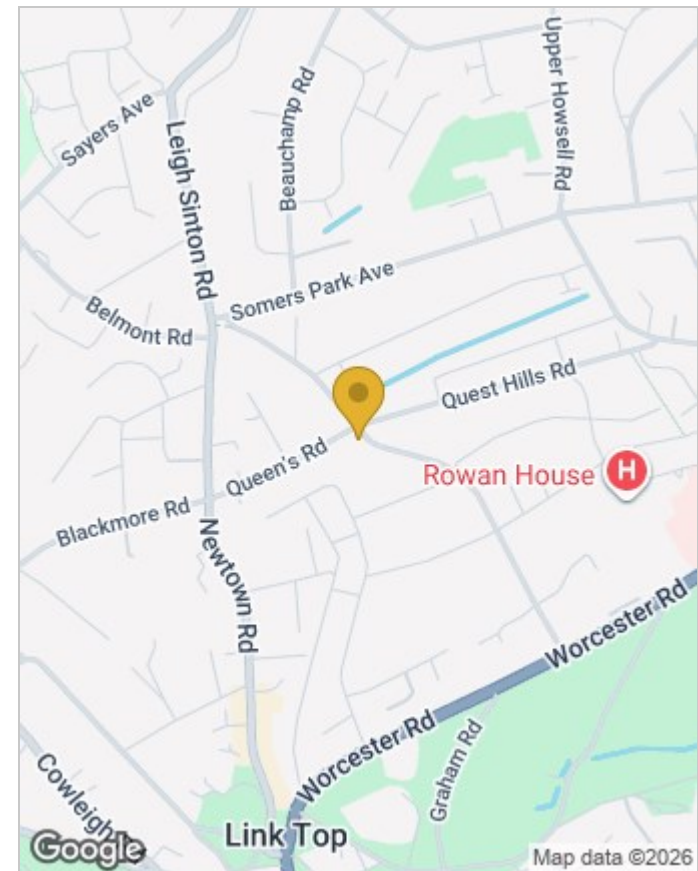 Upper Howsell Rd
Sayers Ave
Beauchamp Rd
Leigh Sinton Rd
Somers Park Ave
Belmont Rd
Quest Hills Rd
Queen's Rd
Rowan House
H
Blackmore Rd
Newtown Rd
Worcester Rd
Worcester Rd
Graham Rd
Cowleigh
Link Top
Google
Map data ©2026